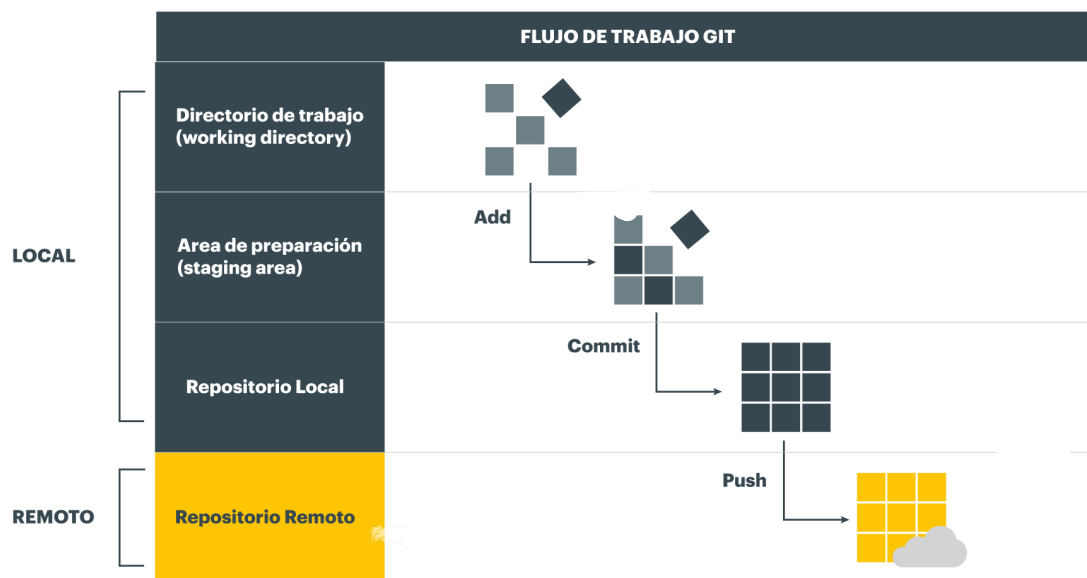 FLUJO DE TRABAJO GIT
Directorio de trabajo
(working directory)
Add
LOCAL
Area de preparación
(staging area)
Commit
Repositorio Local
Push
REMOTO
Repositorio Remoto